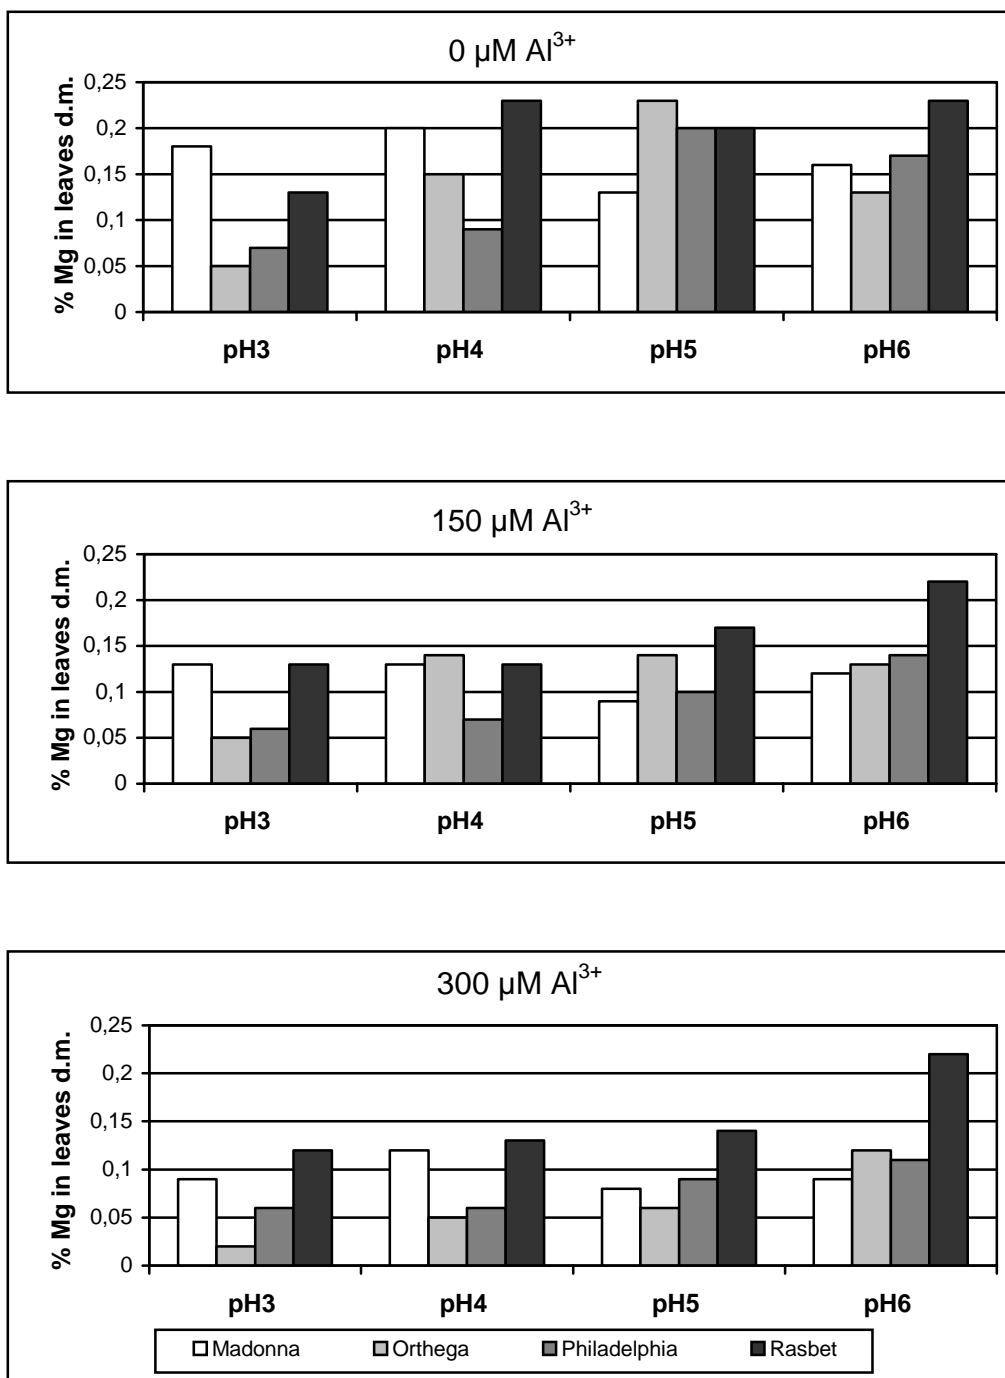 0 µM Al3+
% Mg in leaves d.m.
0,25
0,2
0,15
0,1
0,05
0
pH3 pH4 pH5 pH6
150 µM Al3+
% Mg in leaves d.m.
0,25
0,2
0,15
0,1
0,05
0
pH3 pH4 pH5 pH6
300 µM Al3+
% Mg in leaves d.m.
0,25
0,2
0,15
0,1
0,05
0
pH3 pH4 pH5 pH6
Madonna Orthega Philadelphia Rasbet